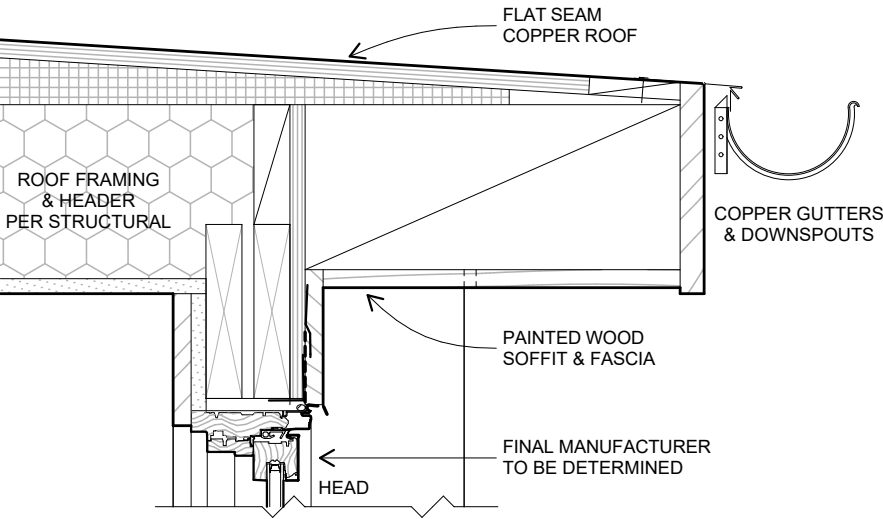 FLAT SEAM
COPPER ROOF
ROOF FRAMING
& HEADER
PER STRUCTURAL
COPPER GUTTERS
& DOWNSPOUTS
PAINTED WOOD
SOFFIT & FASCIA
FINAL MANUFACTURER
TO BE DETERMINED
HEAD